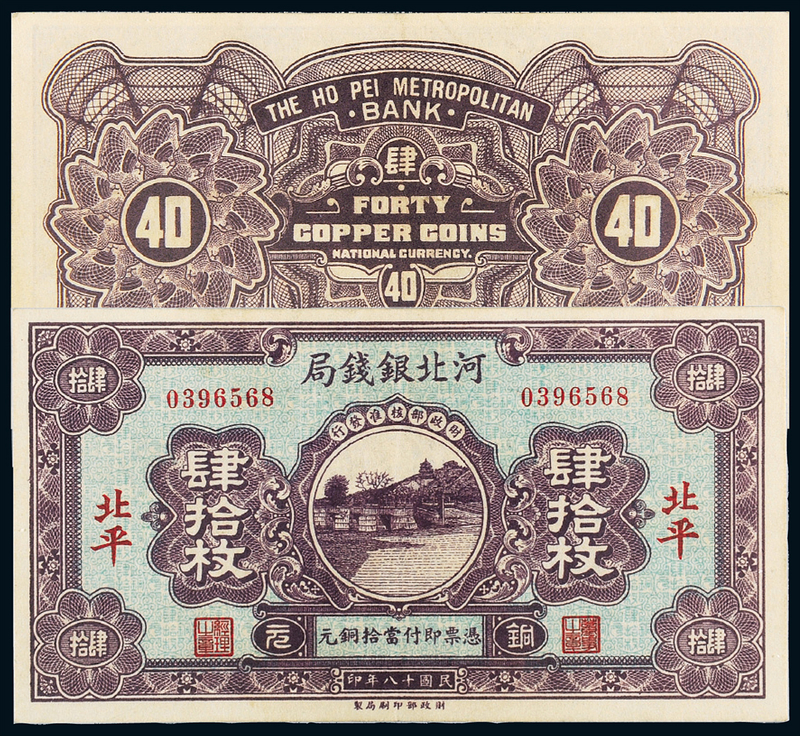 THE HO PEI METROPOLITAN
·BANK·
肆
40
FORTY
COPPER COINS
NATIONAL CURRENCY.
40
40
河北銀錢局
肆拾
肆拾
0396568
0396568
財政部核准發行
肆拾枚
肆拾枚
北平
北平
銅
憑票即付當拾銅元
元
肆拾
肆拾
民國十八年印
財政部印刷局製